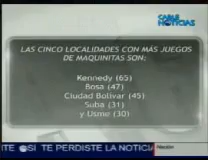 CABLE
NOTICIAS
LAS CINCO LOCALIDADES CON MÁS JUEGOS
DE MAQUINITAS SON:
Kennedy (65)
Bosa (47)
Ciudad Bolívar (45)
Suba (31)
y Usme (30)
SI TE PERDISTE LA NOTICIA